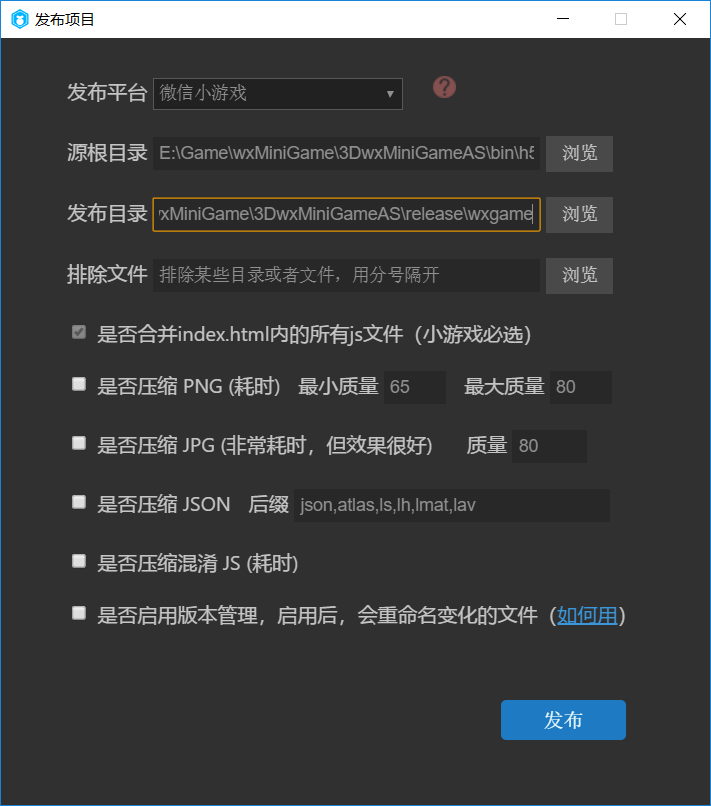 发布项目
发布平台 微信小游戏
源根目录 E:\Game\wxMiniGame\3DwxMiniGameAS\bin\h5 浏览
发布目录 xMiniGame\3DwxMiniGameAS\release\wxgame 浏览
排除文件 排除某些目录或者文件，用分号隔开 浏览
是否合并index.html内的所有js文件（小游戏必选）
是否压缩 PNG (耗时) 最小质量 65 最大质量 80
是否压缩 JPG (非常耗时，但效果很好) 质量 80
是否压缩 JSON 后缀 json,atlas,ls,lh,lmat,lav
是否压缩混淆 JS (耗时)
是否启用版本管理，启用后，会重命名变化的文件（如何用）
发布